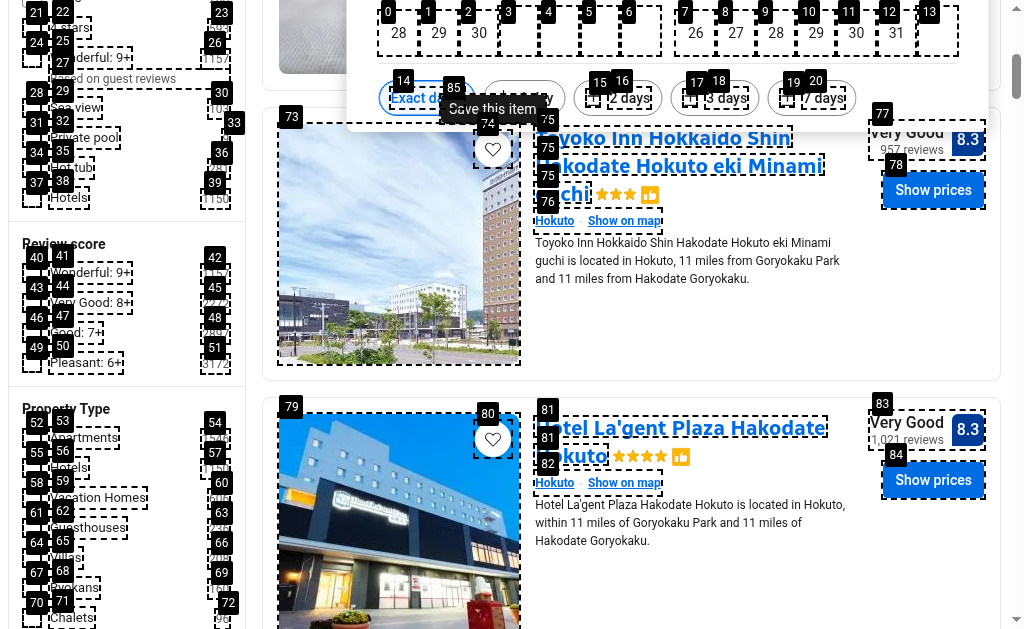 0 1 2 3 4 5 6 7 8 9 10 11 12 13
28 29 30 26 27 28 29 30 31
14 85 15 16 17 18 19 20
2 days 3 days 7 days
Save this item
21 22 23
stars
24 25 26
Wonderful: 9+ 1157
27
Based on guest reviews
28 29 30
Sea view 103
31 32 33
Private pool
34 35 36
Hot tub
37 38 39
Hotels 1150
Review score
40 41 42
Wonderful: 9+ 1157
43 44 45
Very Good: 8+ 2272
46 47 48
Good: 7+ 2897
49 50 51
Pleasant: 6+ 3172
Property Type
52 53 54
Apartments 1546
55 56 57
Hotels 1150
58 59 60
Vacation Homes
61 62 63
Guesthouses
64 65 66
Villas
67 68 69
Ryokans
70 71 72
Chalets 96
73 74
75
Toyoko Inn Hokkaido Shin
75
Hakodate Hokuto eki Minami
75
guchi
76
Hokuto · Show on map
Toyoko Inn Hokkaido Shin Hakodate Hokuto eki Minami
guchi is located in Hokuto, 11 miles from Goryokaku Park
and 11 miles from Hakodate Goryokaku.
77
Very Good 8.3
957 reviews
78
Show prices
79 80
81
Hotel La'gent Plaza Hakodate
81
Hokuto
82
Hokuto · Show on map
Hotel La'gent Plaza Hakodate Hokuto is located in Hokuto,
within 11 miles of Goryokaku Park and 11 miles of
Hakodate Goryokaku.
83
Very Good 8.3
1,021 reviews
84
Show prices